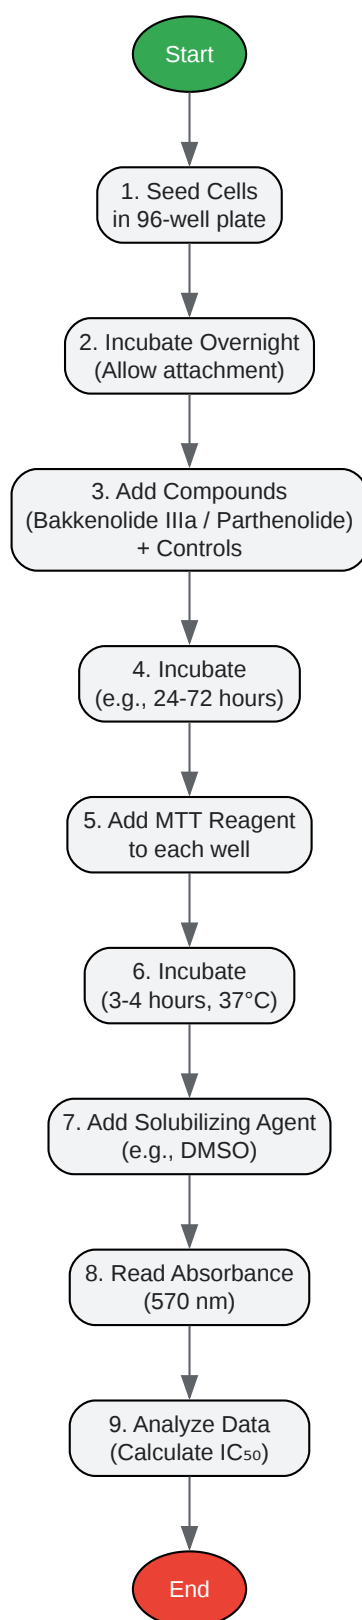 Start
1. Seed Cells
in 96-well plate
2. Incubate Overnight
(Allow attachment)
3. Add Compounds
(Bakkenolide IIIa / Parthenolide)
+ Controls
4. Incubate
(e.g., 24-72 hours)
5. Add MTT Reagent
to each well
6. Incubate
(3-4 hours, 37°C)
7. Add Solubilizing Agent
(e.g., DMSO)
8. Read Absorbance
(570 nm)
9. Analyze Data
(Calculate IC₅₀)
End